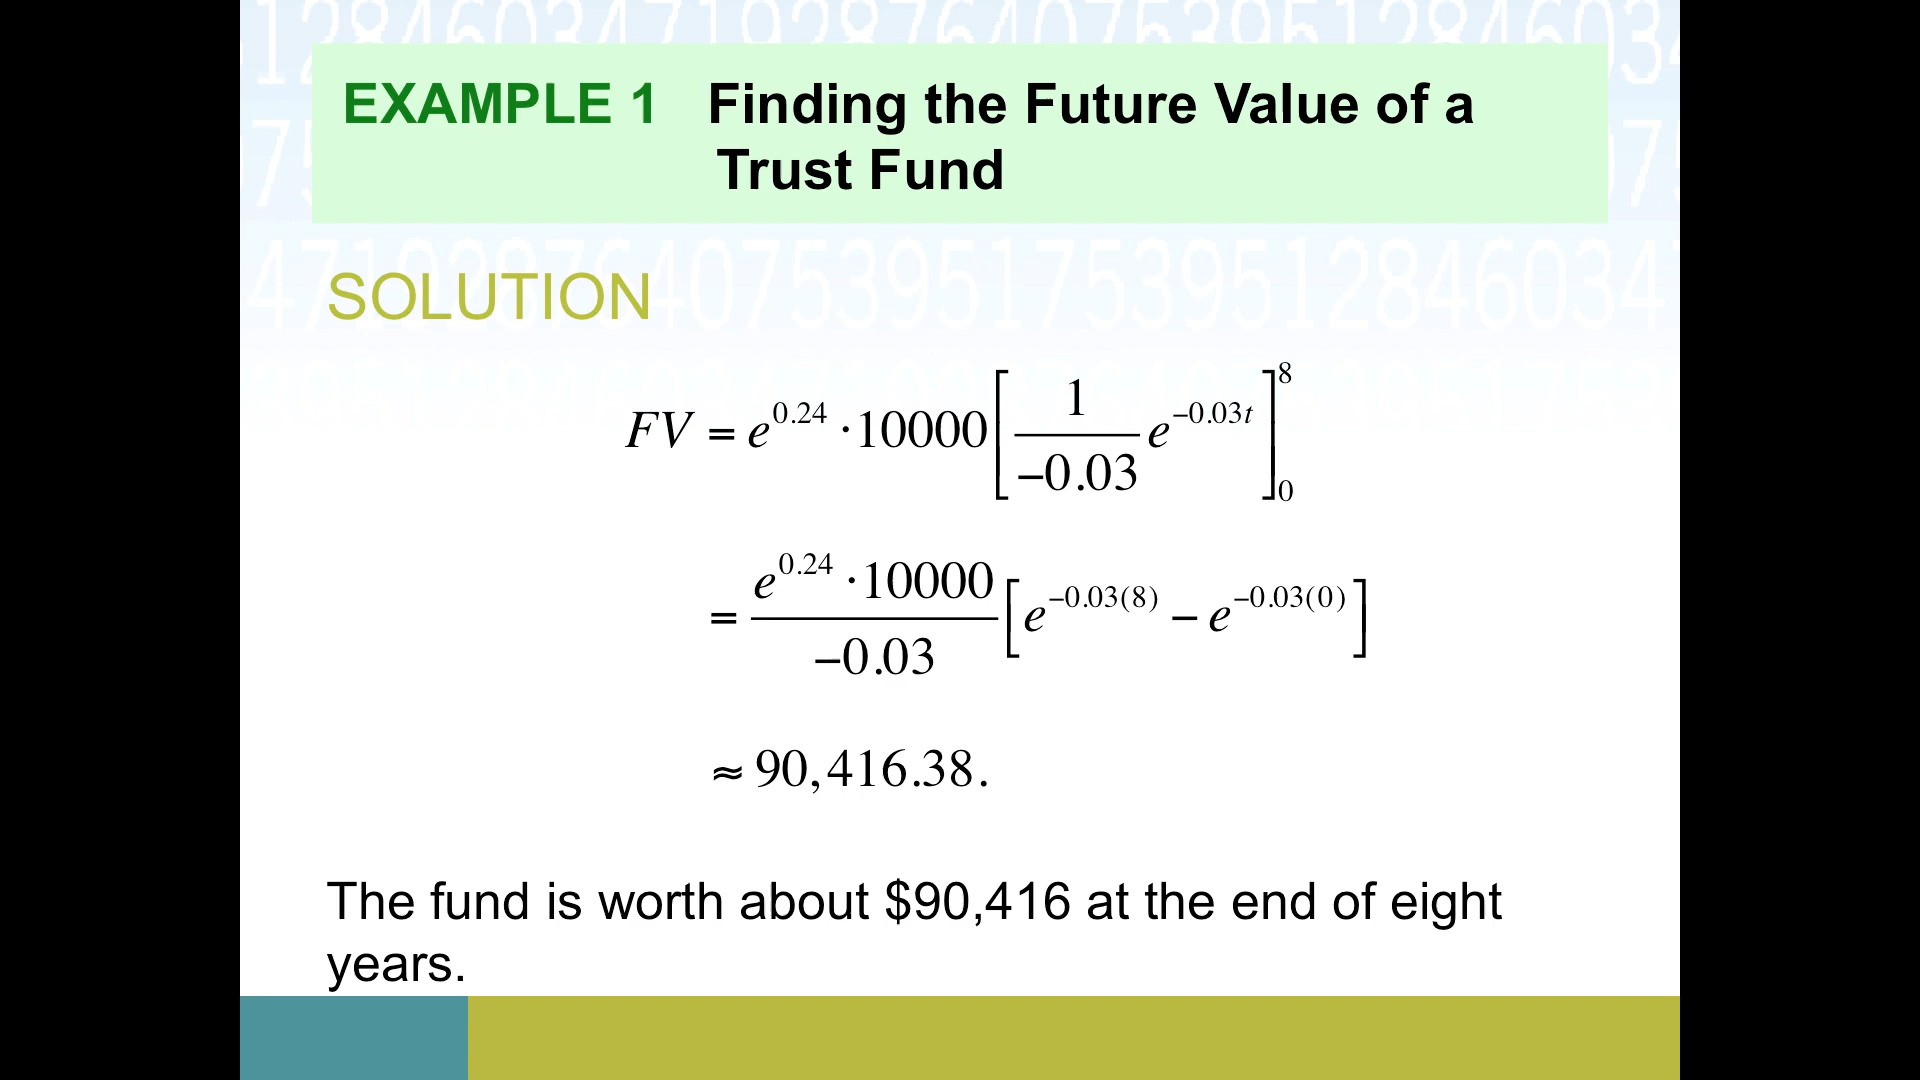 EXAMPLE 1 Finding the Future Value of a
Trust Fund
SOLUTION
FV = e^{0.24} · 10000 [ \frac{1}{−0.03} e^{−0.03t} ]_0^8
= \frac{e^{0.24} · 10000}{−0.03} [ e^{−0.03(8)} − e^{−0.03(0)} ]
≈ 90,416.38.
The fund is worth about $90,416 at the end of eight
years.